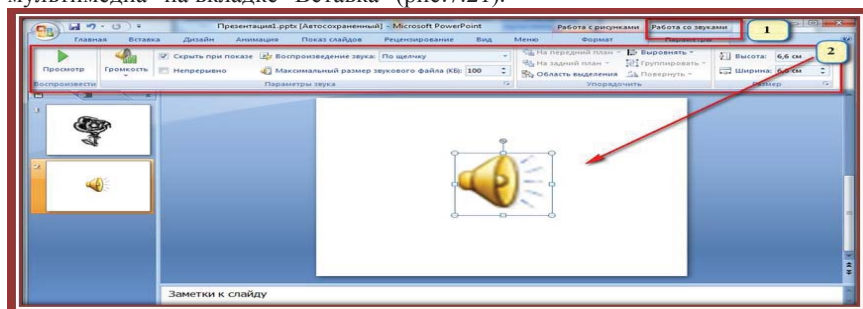 мультимедиа" на вкладке "Вставка" (рис.7.21).
Презентация1.pptx [Автосохраненный] - Microsoft PowerPoint
Работа с рисунками
Работа со звуками
1
Главная Вставка Дизайн Анимация Показ слайдов Рецензирование Вид Меню Формат Параметры
2
Просмотр
Громкость
Скрыть при показе
Воспроизведение звука: По щелчку
Непрерывно
Максимальный размер звукового файла (КБ): 100
На передний план
Выровнять
На задний план
Группировать
Область выделения
Повернуть
Высота: 6,6 см
Ширина: 6,6 см
Воспроизвести
Параметры звука
Упорядочить
Размер
1
2
Заметки к слайду